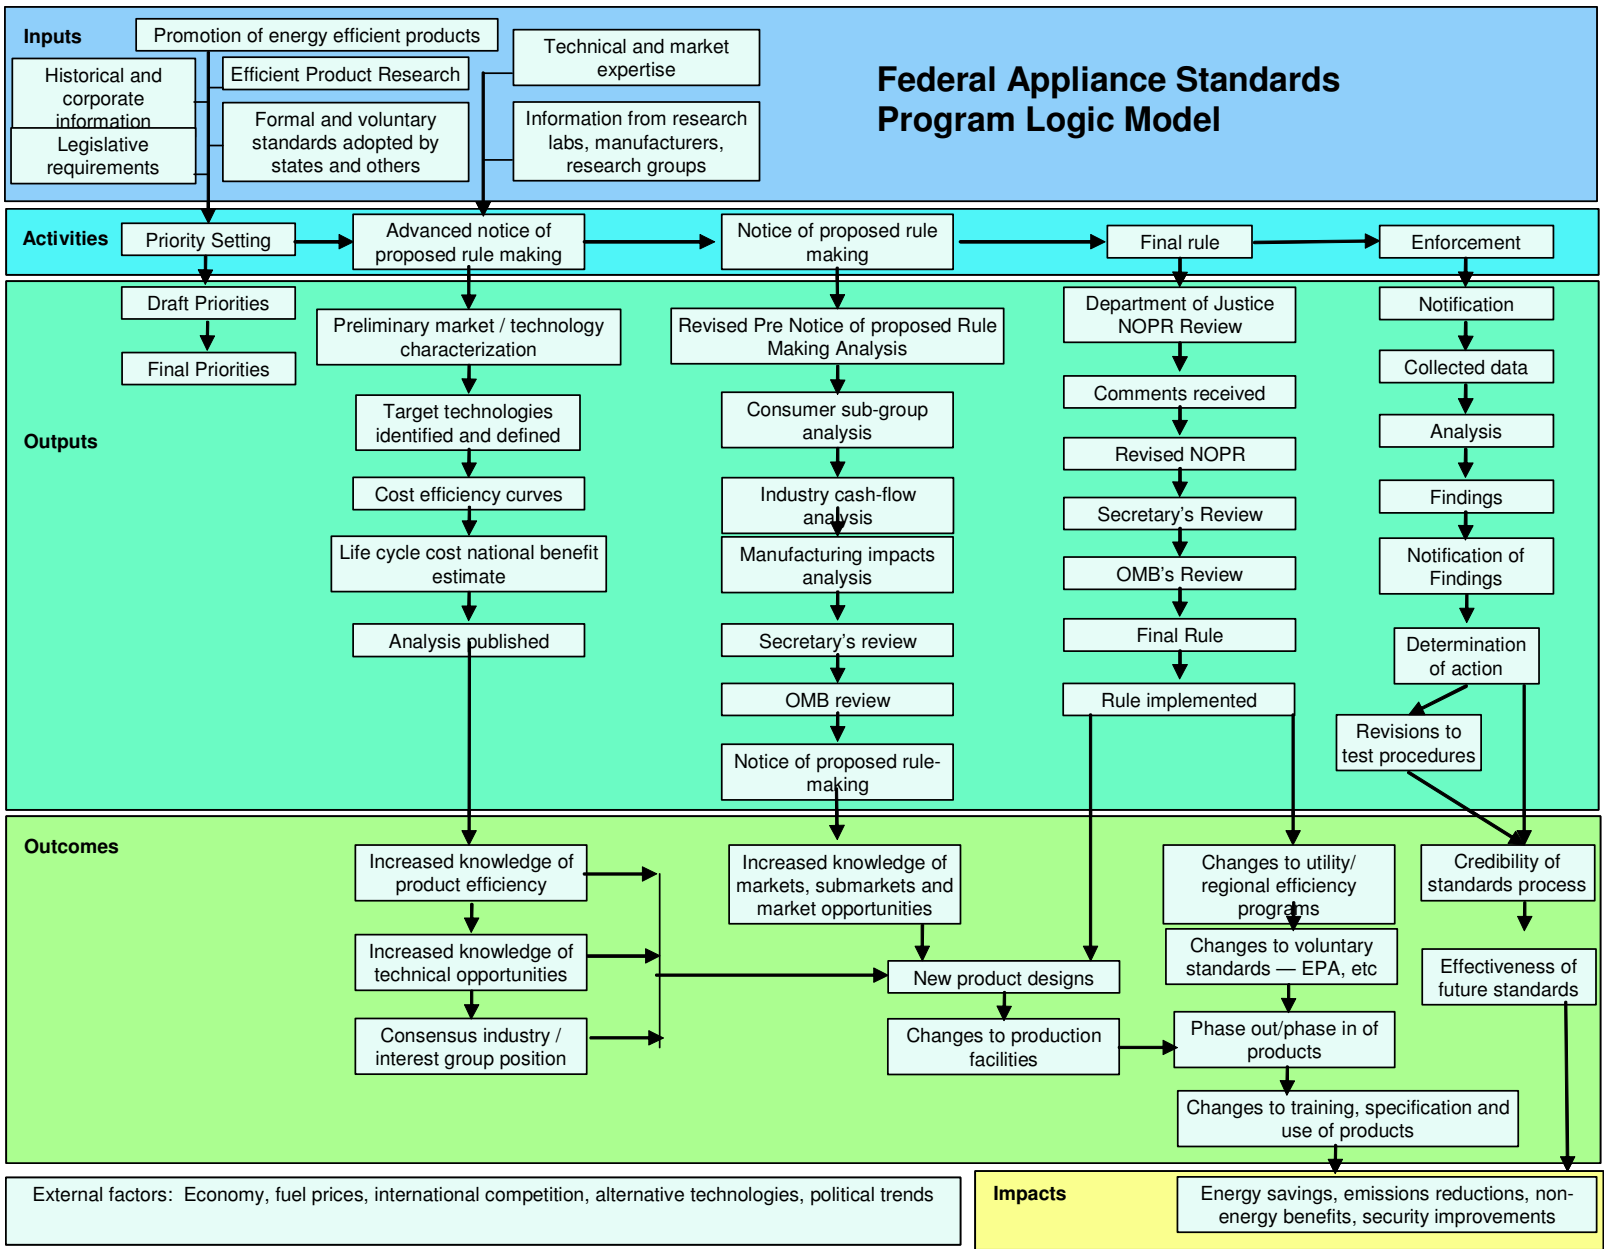 Inputs
Promotion of energy efficient products
Historical and
corporate
information
Legislative
requirements
Efficient Product Research
Formal and voluntary
standards adopted by
states and others
Technical and market
expertise
Information from research
labs, manufacturers,
research groups
Federal Appliance Standards
Program Logic Model
Activities
Priority Setting
Advanced notice of
proposed rule making
Notice of proposed rule
making
Final rule
Enforcement
Outputs
Draft Priorities
Final Priorities
Preliminary market / technology
characterization
Target technologies
identified and defined
Cost efficiency curves
Life cycle cost national benefit
estimate
Analysis published
Revised Pre Notice of proposed Rule
Making Analysis
Consumer sub-group
analysis
Industry cash-flow
analysis
Manufacturing impacts
analysis
Secretary's review
OMB review
Notice of proposed rule-
making
Department of Justice
NOPR Review
Comments received
Revised NOPR
Secretary's Review
OMB's Review
Final Rule
Rule implemented
Notification
Collected data
Analysis
Findings
Notification of
Findings
Determination
of action
Revisions to
test procedures
Outcomes
Increased knowledge of
product efficiency
Increased knowledge of
technical opportunities
Consensus industry /
interest group position
Increased knowledge of
markets, submarkets and
market opportunities
New product designs
Changes to production
facilities
Changes to utility/
regional efficiency
programs
Changes to voluntary
standards — EPA, etc
Phase out/phase in of
products
Changes to training, specification and
use of products
Credibility of
standards process
Effectiveness of
future standards
External factors: Economy, fuel prices, international competition, alternative technologies, political trends
Impacts
Energy savings, emissions reductions, non-
energy benefits, security improvements